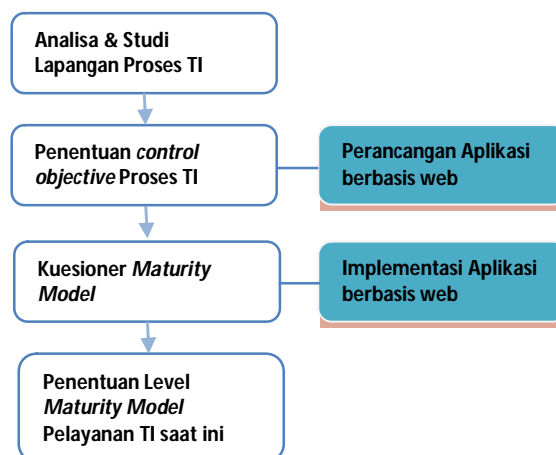 Analisa & Studi
Lapangan Proses TI
Penentuan control
objective Proses TI
Perancangan Aplikasi
berbasis web
Kuesioner Maturity
Model
Implementasi Aplikasi
berbasis web
Penentuan Level
Maturity Model
Pelayanan TI saat ini